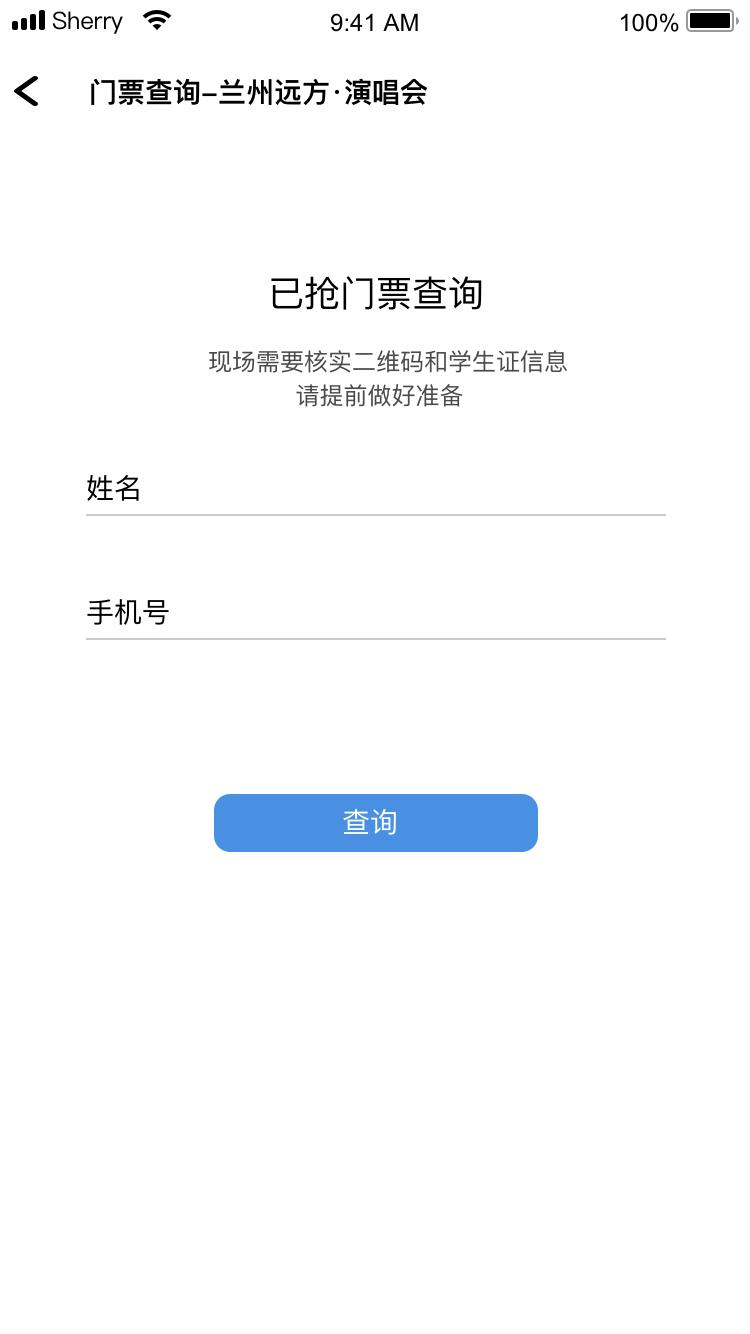 Sherry 9:41 AM 100%
门票查询-兰州远方·演唱会
已抢门票查询
现场需要核实二维码和学生证信息
请提前做好准备
姓名
手机号
查询